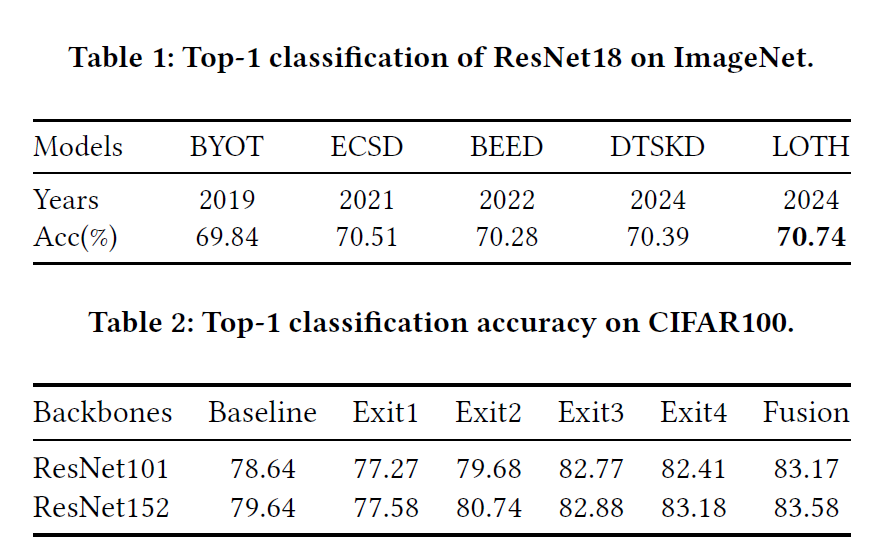 Table 1: Top-1 classification of ResNet18 on ImageNet.
Models BYOT ECSD BEED DTSKD LOTH
Years 2019 2021 2022 2024 2024
Acc(%) 69.84 70.51 70.28 70.39 70.74
Table 2: Top-1 classification accuracy on CIFAR100.
Backbones Baseline Exit1 Exit2 Exit3 Exit4 Fusion
ResNet101 78.64 77.27 79.68 82.77 82.41 83.17
ResNet152 79.64 77.58 80.74 82.88 83.18 83.58